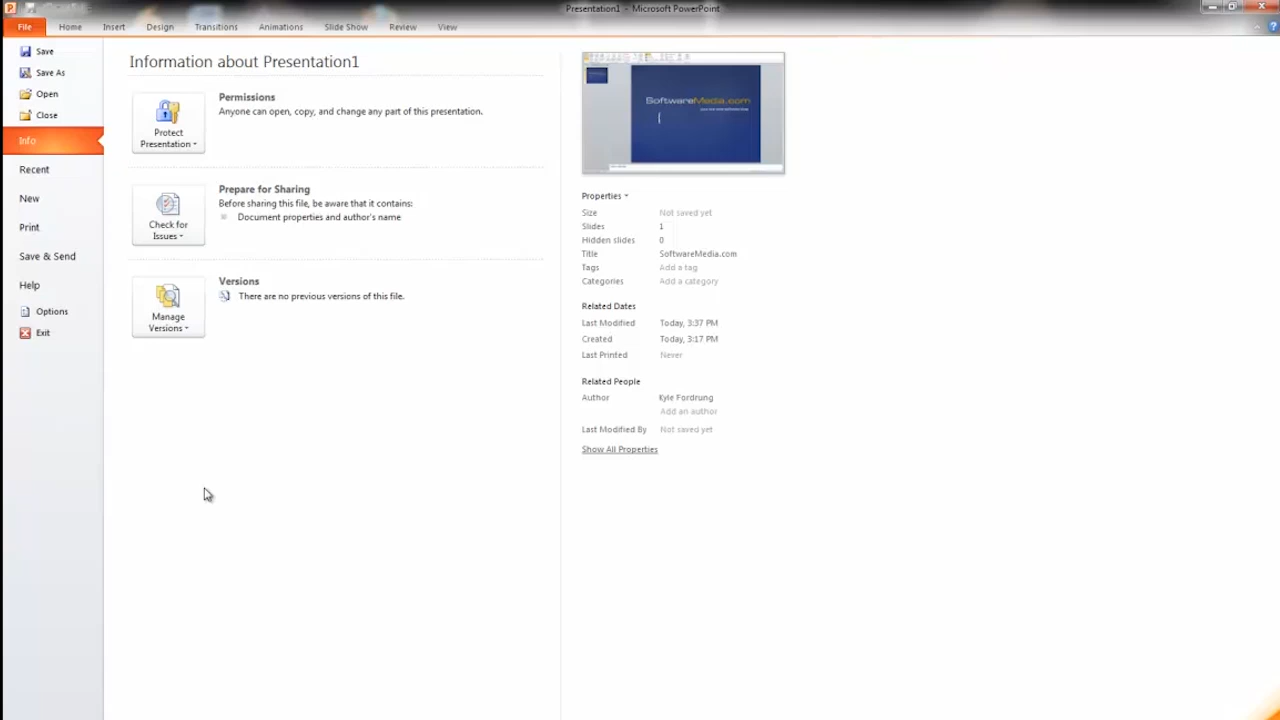 Presentation1 - Microsoft PowerPoint
File Home Insert Design Transitions Animations Slide Show Review View
Save
Save As
Open
Close
Info
Recent
New
Print
Save & Send
Help
Options
Exit
Information about Presentation1
Protect
Presentation
Permissions
Anyone can open, copy, and change any part of this presentation.
Check for
Issues
Prepare for Sharing
Before sharing this file, be aware that it contains:
Document properties and author's name
Manage
Versions
Versions
There are no previous versions of this file.
SoftwareMedia.com
Properties
Size Not saved yet
Slides 1
Hidden slides 0
Title SoftwareMedia.com
Tags Add a tag
Categories Add a category
Related Dates
Last Modified Today, 3:37 PM
Created Today, 3:17 PM
Last Printed Never
Related People
Author Kyle Fordrung
Add an author
Last Modified By Not saved yet
Show All Properties